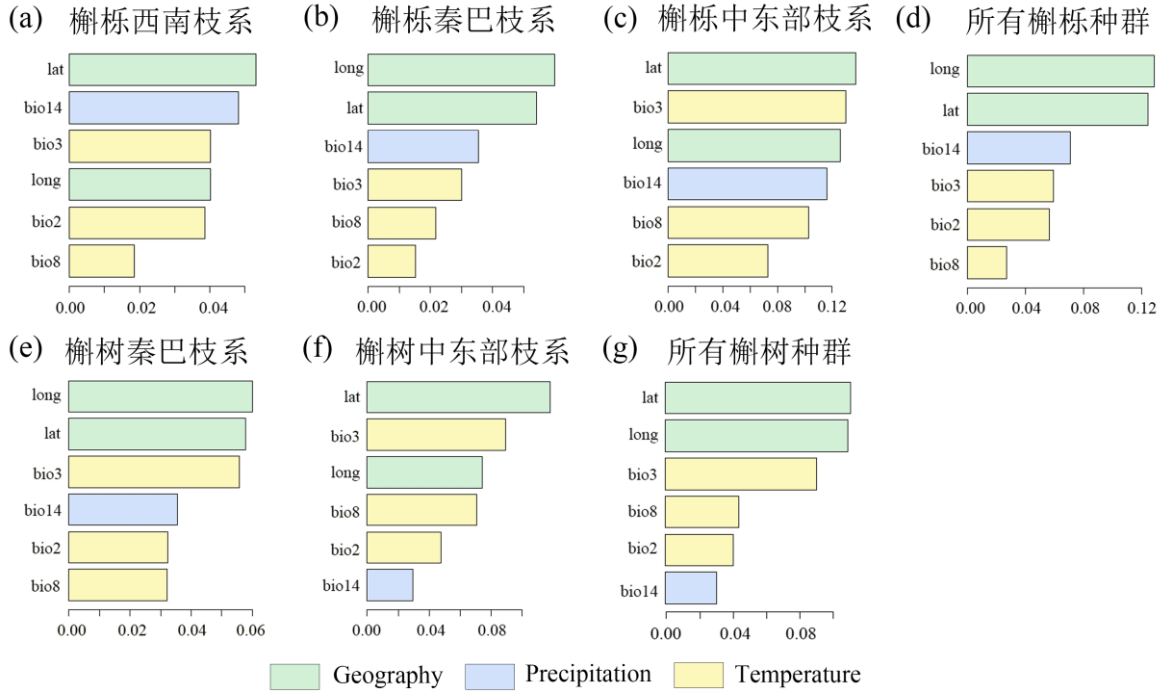 (a) 槲栎西南枝系
lat
bio14
bio3
long
bio2
bio8
0.00 0.02 0.04
(b) 槲栎秦巴枝系
long
lat
bio14
bio3
bio8
bio2
0.00 0.02 0.04
(c) 槲栎中东部枝系
lat
bio3
long
bio14
bio8
bio2
0.00 0.04 0.08 0.12
(d) 所有槲栎种群
long
lat
bio14
bio3
bio2
bio8
0.00 0.04 0.08 0.12
(e) 槲树秦巴枝系
long
lat
bio3
bio14
bio2
bio8
0.00 0.02 0.04 0.06
(f) 槲树中东部枝系
lat
bio3
long
bio8
bio2
bio14
0.00 0.04 0.08
(g) 所有槲树种群
lat
long
bio3
bio8
bio2
bio14
0.00 0.04 0.08
Geography Precipitation Temperature